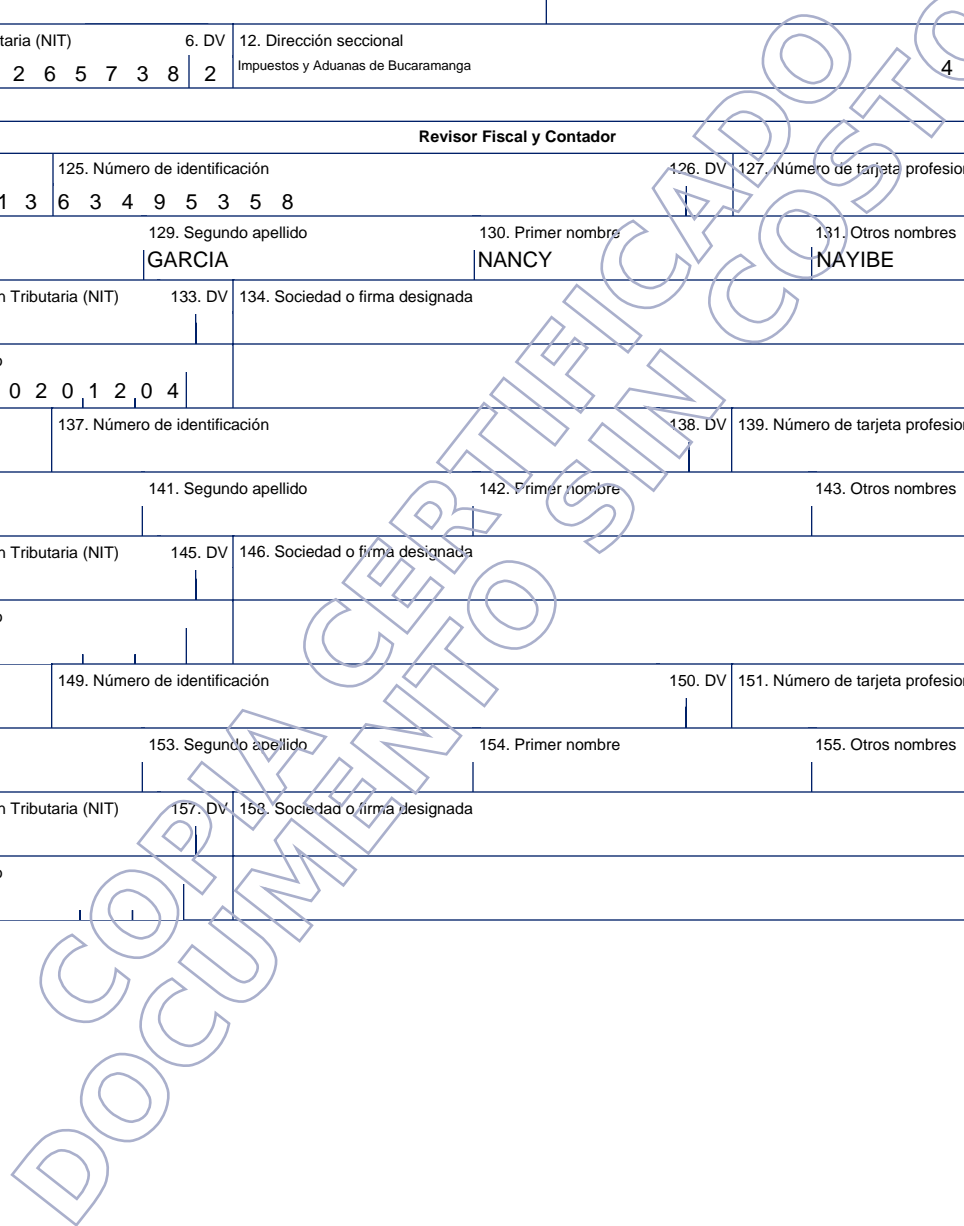 taria (NIT) 6. DV 12. Dirección seccional
2 6 5 7 3 8 2 Impuestos y Aduanas de Bucaramanga 4
Revisor Fiscal y Contador
125. Número de identificación 126. DV 127. Número de tarjeta profesion
1 3 6 3 4 9 5 3 5 8
129. Segundo apellido 130. Primer nombre 131. Otros nombres
GARCIA NANCY NAYIBE
n Tributaria (NIT) 133. DV 134. Sociedad o firma designada
o
0 2 0 1 2 0 4
137. Número de identificación 138. DV 139. Número de tarjeta profesion
141. Segundo apellido 142. Primer nombre 143. Otros nombres
n Tributaria (NIT) 145. DV 146. Sociedad o firma designada
o
149. Número de identificación 150. DV 151. Número de tarjeta profesion
153. Segundo apellido 154. Primer nombre 155. Otros nombres
n Tributaria (NIT) 157. DV 158. Sociedad o firma designada
o
COPIA CERTIFICADO
DOCUMENTO SIN COSTO